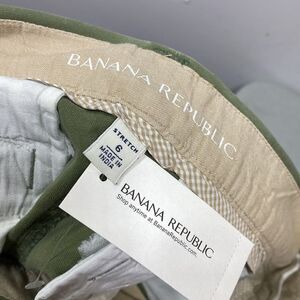 BANANA REPUBLIC
STRETCH
6
MADE IN
INDIA
BANANA REPUBLIC
Shop anytime at BananaRepublic.com